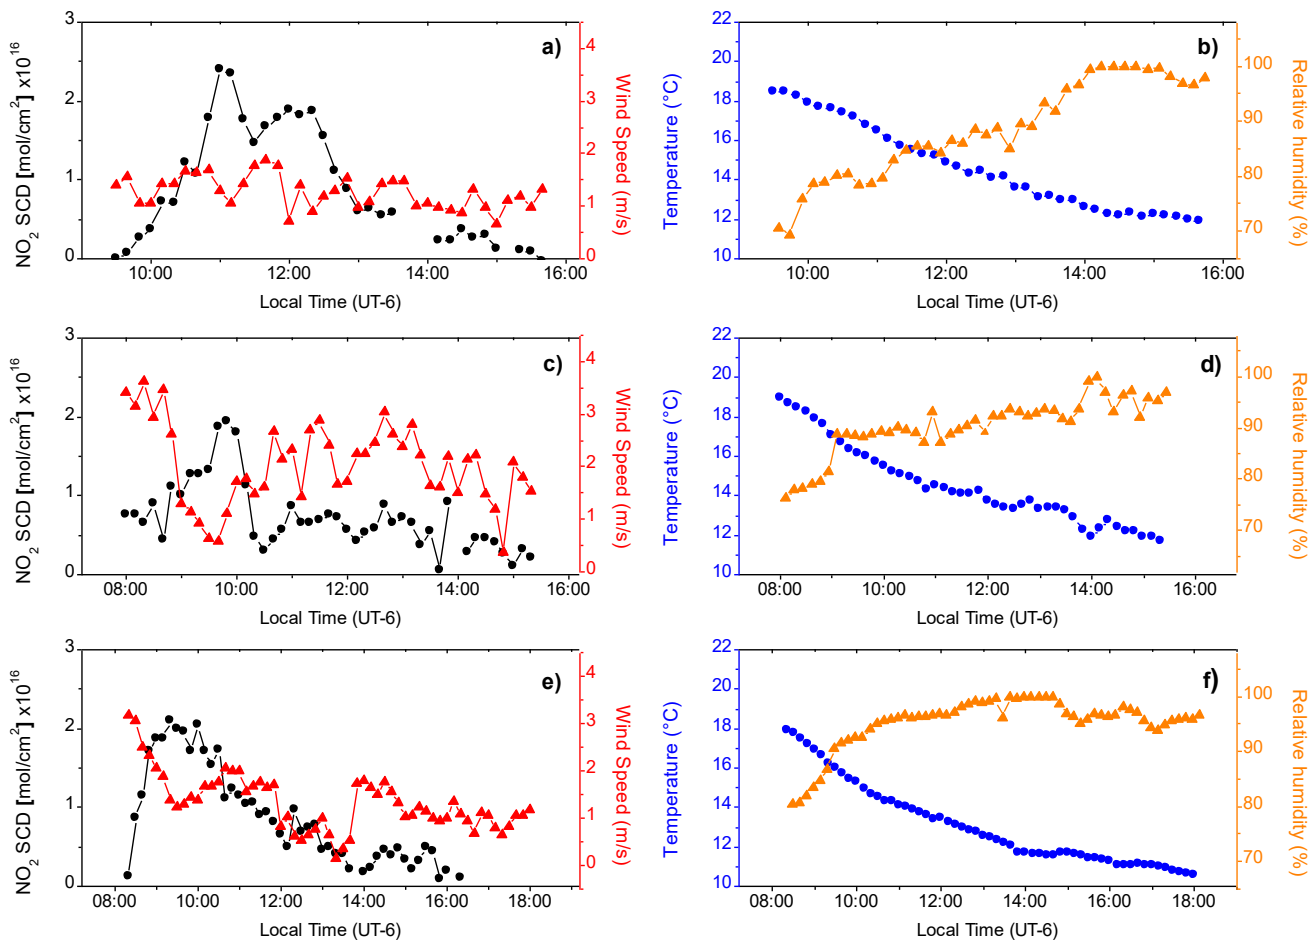 a)
NO2 SCD [mol/cm2] x1016
3
2
1
0
Wind Speed (m/s)
4
3
2
1
0
10:00 12:00 14:00 16:00
Local Time (UT-6)
b)
Temperature (°C)
22
20
18
16
14
12
10
Relative humidity (%)
100
90
80
70
10:00 12:00 14:00 16:00
Local Time (UT-6)
c)
NO2 SCD [mol/cm2] x1016
3
2
1
0
Wind Speed (m/s)
4
3
2
1
0
08:00 10:00 12:00 14:00 16:00
Local Time (UT-6)
d)
Temperature (°C)
22
20
18
16
14
12
10
Relative humidity (%)
100
90
80
70
08:00 10:00 12:00 14:00 16:00
Local Time (UT-6)
e)
NO2 SCD [mol/cm2] x1016
3
2
1
0
Wind Speed (m/s)
4
3
2
1
0
08:00 10:00 12:00 14:00 16:00 18:00
Local Time (UT-6)
f)
Temperature (°C)
22
20
18
16
14
12
10
Relative humidity (%)
100
90
80
70
08:00 10:00 12:00 14:00 16:00 18:00
Local Time (UT-6)